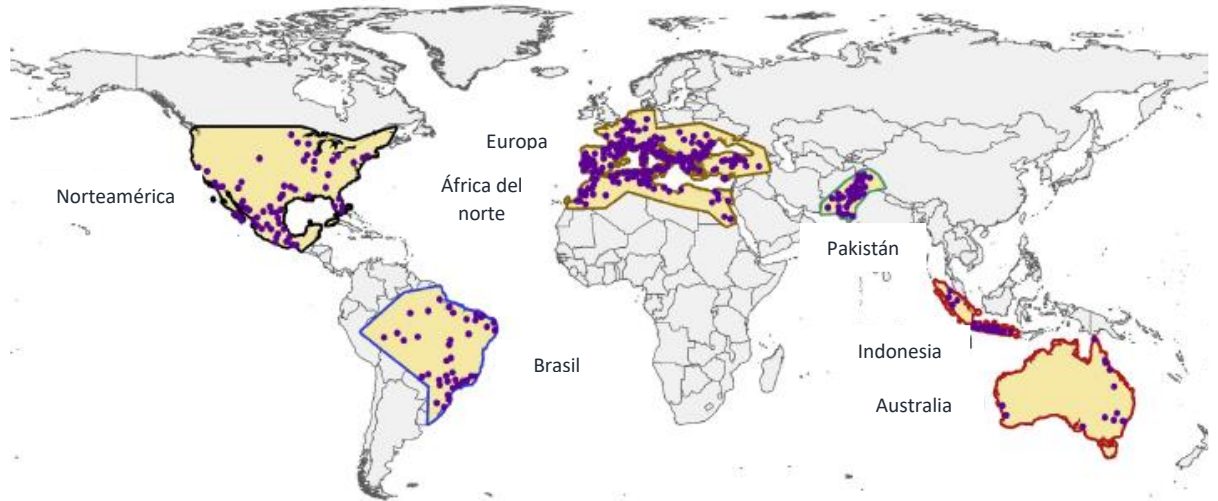 Europa
Norteamérica
África del
norte
Pakistán
Indonesia
Brasil
Australia